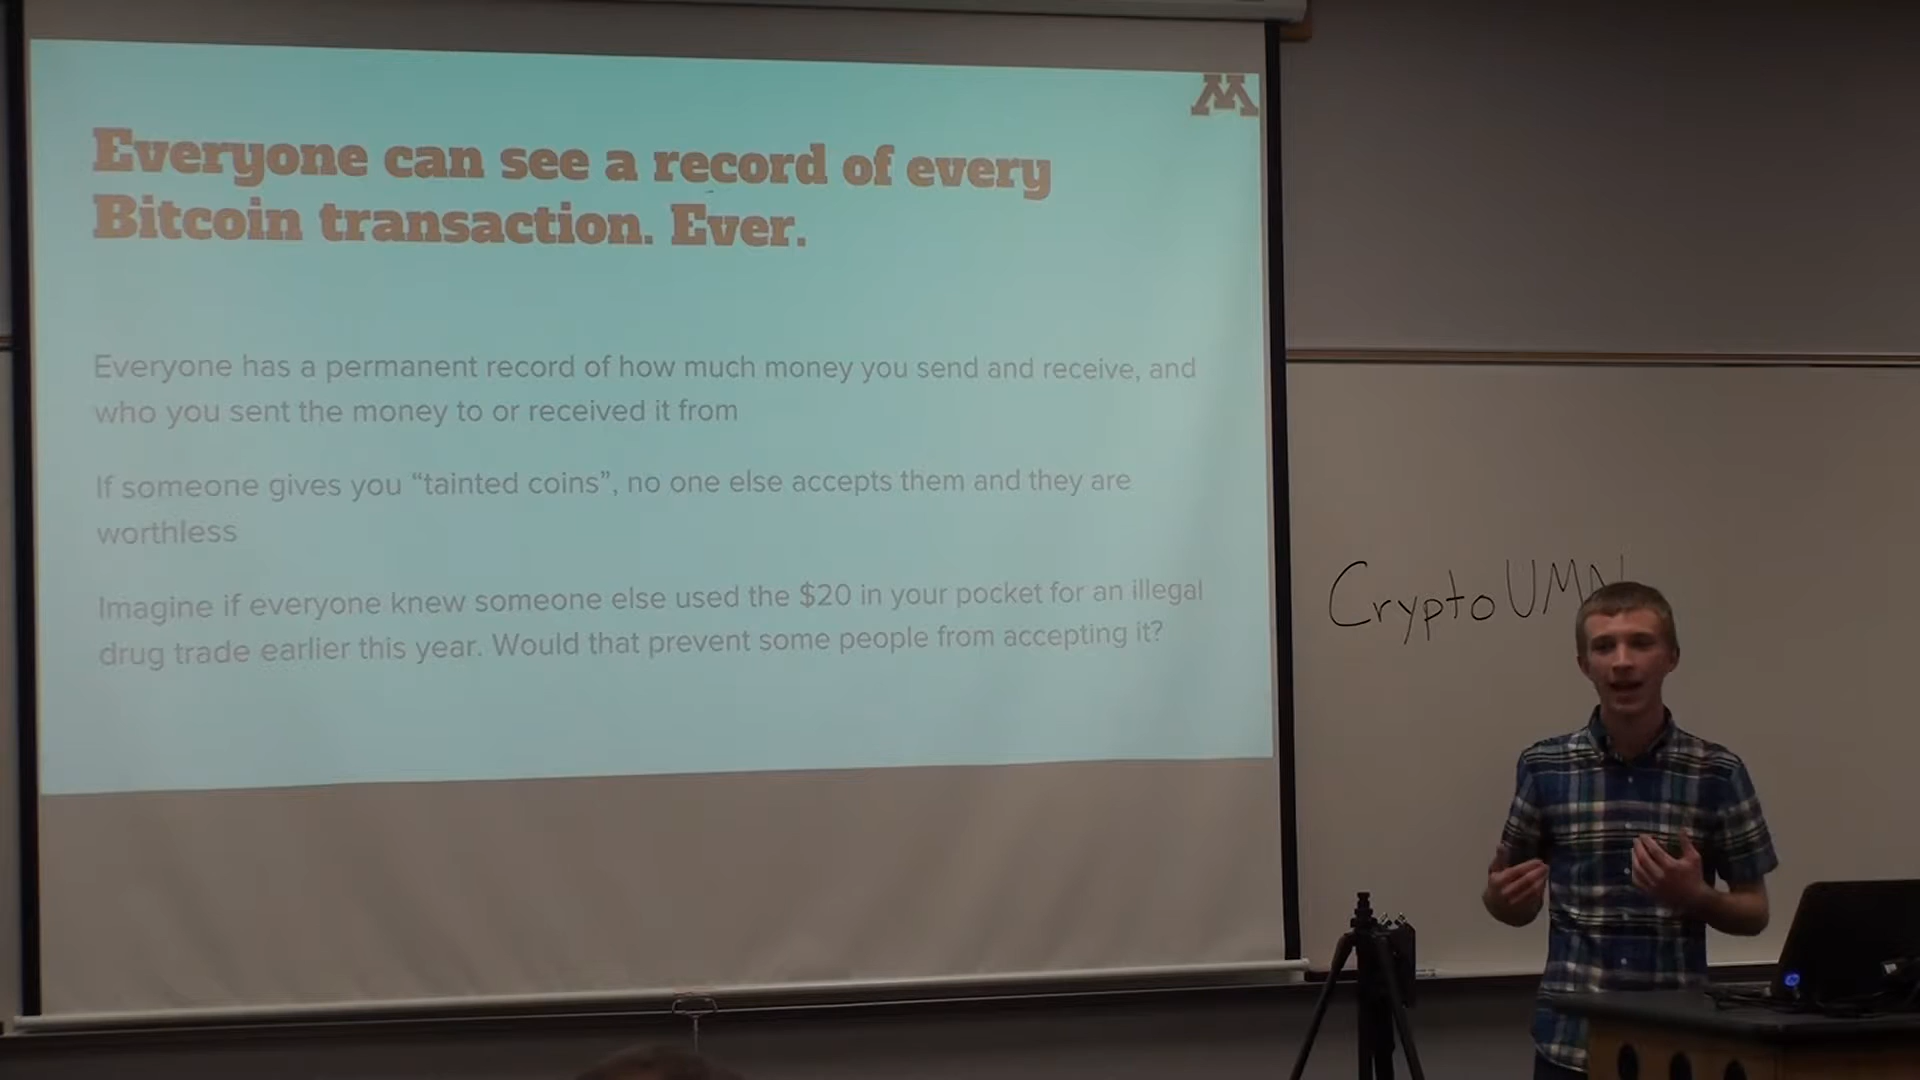 M
Everyone can see a record of every
Bitcoin transaction. Ever.
Everyone has a permanent record of how much money you send and receive, and
who you sent the money to or received it from
If someone gives you “tainted coins”, no one else accepts them and they are
worthless
Imagine if everyone knew someone else used the $20 in your pocket for an illegal
drug trade earlier this year. Would that prevent some people from accepting it?
CryptoUMN